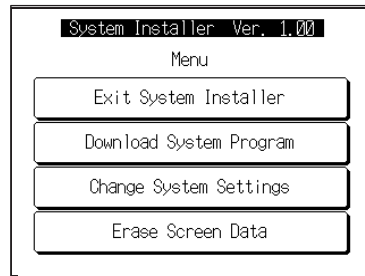 System Installer Ver. 1.00
Menu
Exit System Installer
Download System Program
Change System Settings
Erase Screen Data